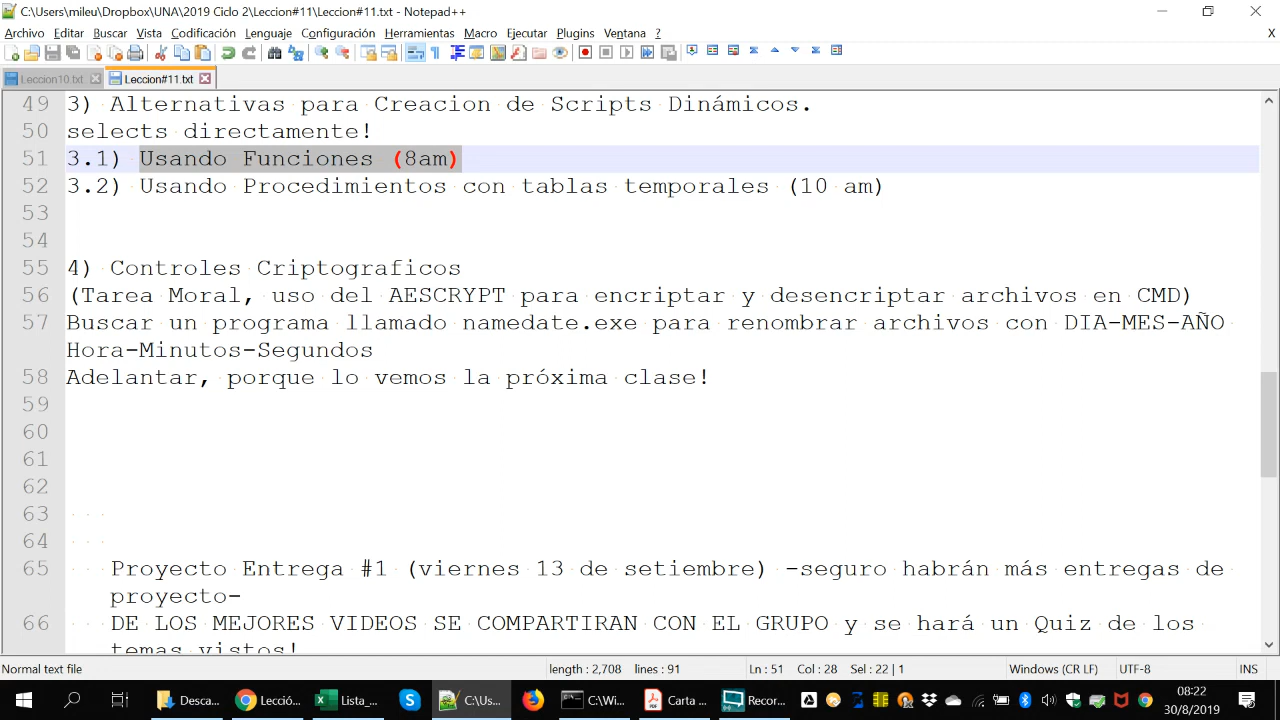 C:\Users\mileu\Dropbox\UNA\2019 Ciclo 2\Leccion#11\Leccion#11.txt - Notepad++
Archivo Editar Buscar Vista Codificación Lenguaje Configuración Herramientas Macro Ejecutar Plugins Ventana ? X
Leccion10.txt Leccion#11.txt
49 3) Alternativas para Creacion de Scripts Dinámicos.
50 selects directamente!
51 3.1) Usando Funciones (8am)
52 3.2) Usando Procedimientos con tablas temporales (10 am)
53
54
55 4) Controles Criptograficos
56 (Tarea Moral, uso del AESCRYPT para encriptar y desencriptar archivos en CMD)
57 Buscar un programa llamado namedate.exe para renombrar archivos con DIA-MES-AÑO
Hora-Minutos-Segundos
58 Adelantar, porque lo vemos la próxima clase!
59
60
61
62
63
64
65 Proyecto Entrega #1 (viernes 13 de setiembre) -seguro habrán más entregas de
proyecto-
66 DE LOS MEJORES VIDEOS SE COMPARTIRAN CON EL GRUPO y se hará un Quiz de los
temas vistos!
Normal text file length : 2,708 lines : 91 Ln : 51 Col : 28 Sel : 22 | 1 Windows (CR LF) UTF-8 INS
Desca... Lecció... Lista_... C:\Us... C:\Wi... Carta ... Recor... 08:22
30/8/2019